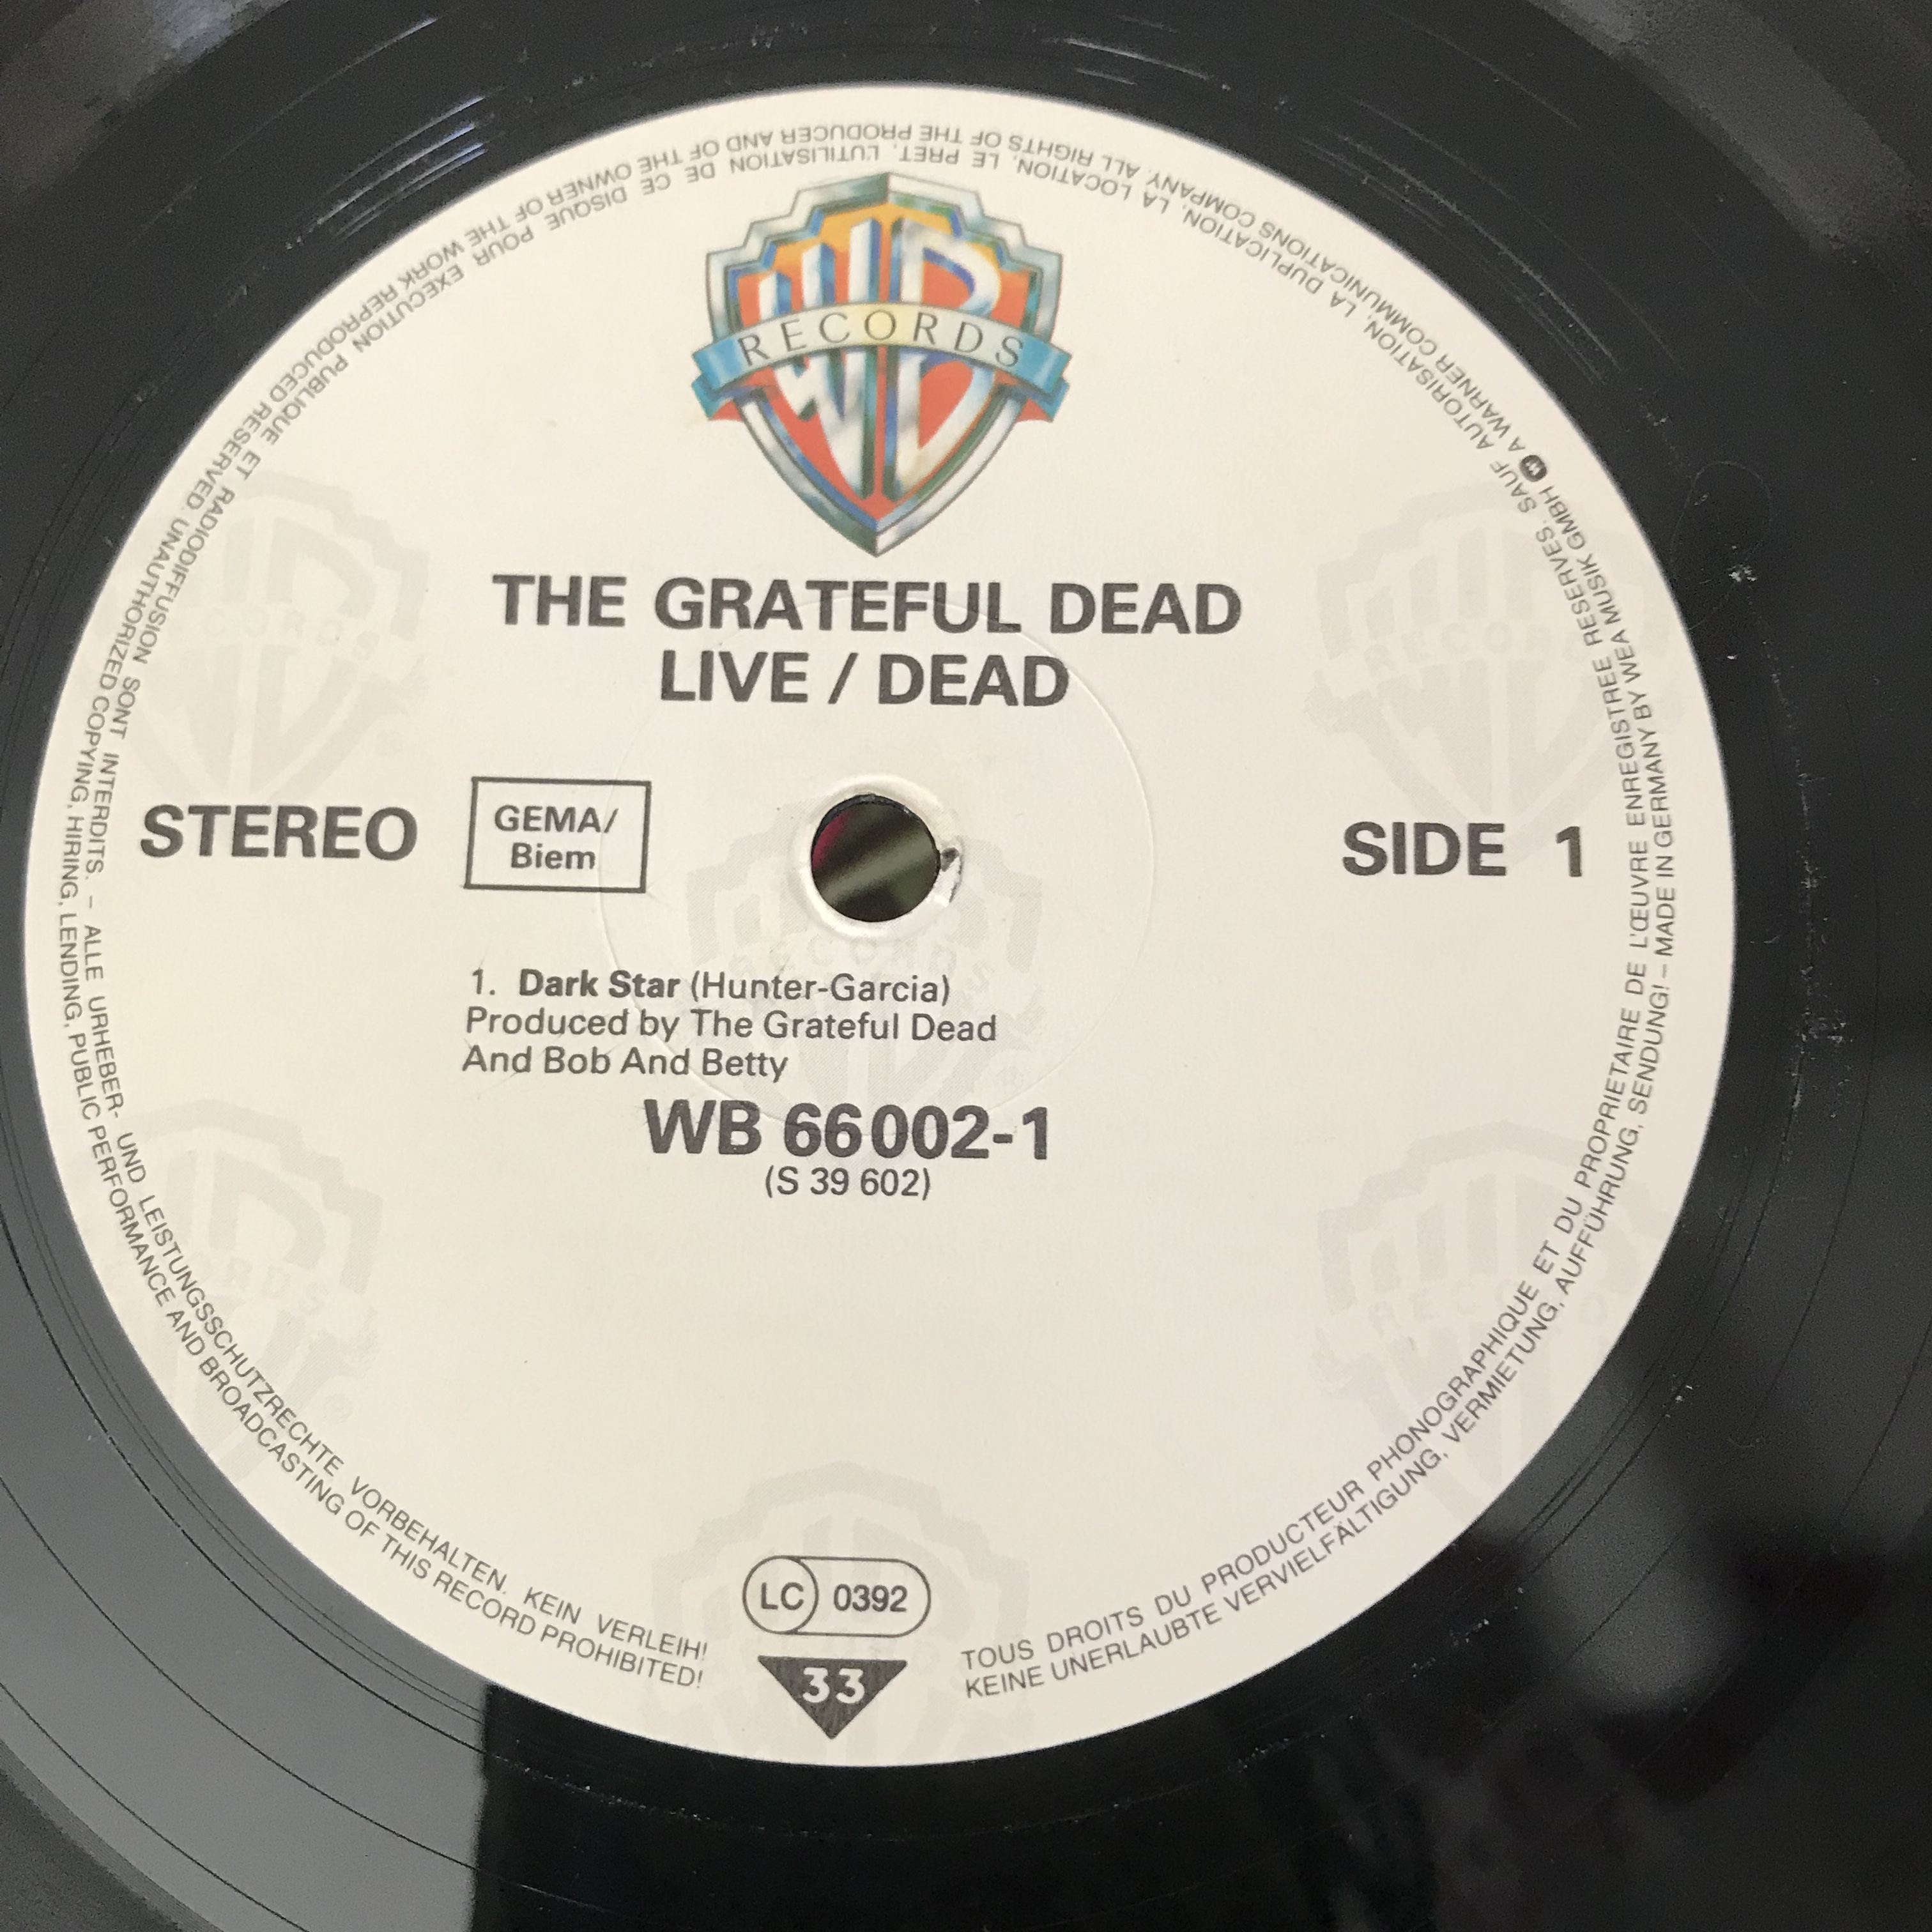 WB
RECORDS
THE GRATEFUL DEAD
LIVE / DEAD
STEREO
GEMA/
Biem
SIDE 1
1. Dark Star (Hunter-Garcia)
Produced by The Grateful Dead
And Bob And Betty
WB 66 002-1
(S 39 602)
LC 0392
33
TOUS DROITS DU PRODUCTEUR PHONOGRAPHIQUE ET DU PROPRIETAIRE DE L'ŒUVRE ENREGISTREE RESERVES. SAUF AUTORISATION, LA DUPLICATION, LA LOCATION, LE PRET, L'UTILISATION DE CE DISQUE POUR EXECUTION PUBLIQUE ET RADIODIFFUSION SONT INTERDITS. – ALLE URHEBER- UND LEISTUNGSSCHUTZRECHTE VORBEHALTEN. KEIN VERLEIH!
KEINE UNERLAUBTE VERVIELFÄLTIGUNG, VERMIETUNG, AUFFÜHRUNG, SENDUNG! – MADE IN GERMANY BY WEA MUSIK GMBH A WARNER COMMUNICATIONS COMPANY. ALL RIGHTS OF THE PRODUCER AND OF THE OWNER OF THE WORK REPRODUCED RESERVED. UNAUTHORIZED COPYING, HIRING, LENDING, PUBLIC PERFORMANCE AND BROADCASTING OF THIS RECORD PROHIBITED!